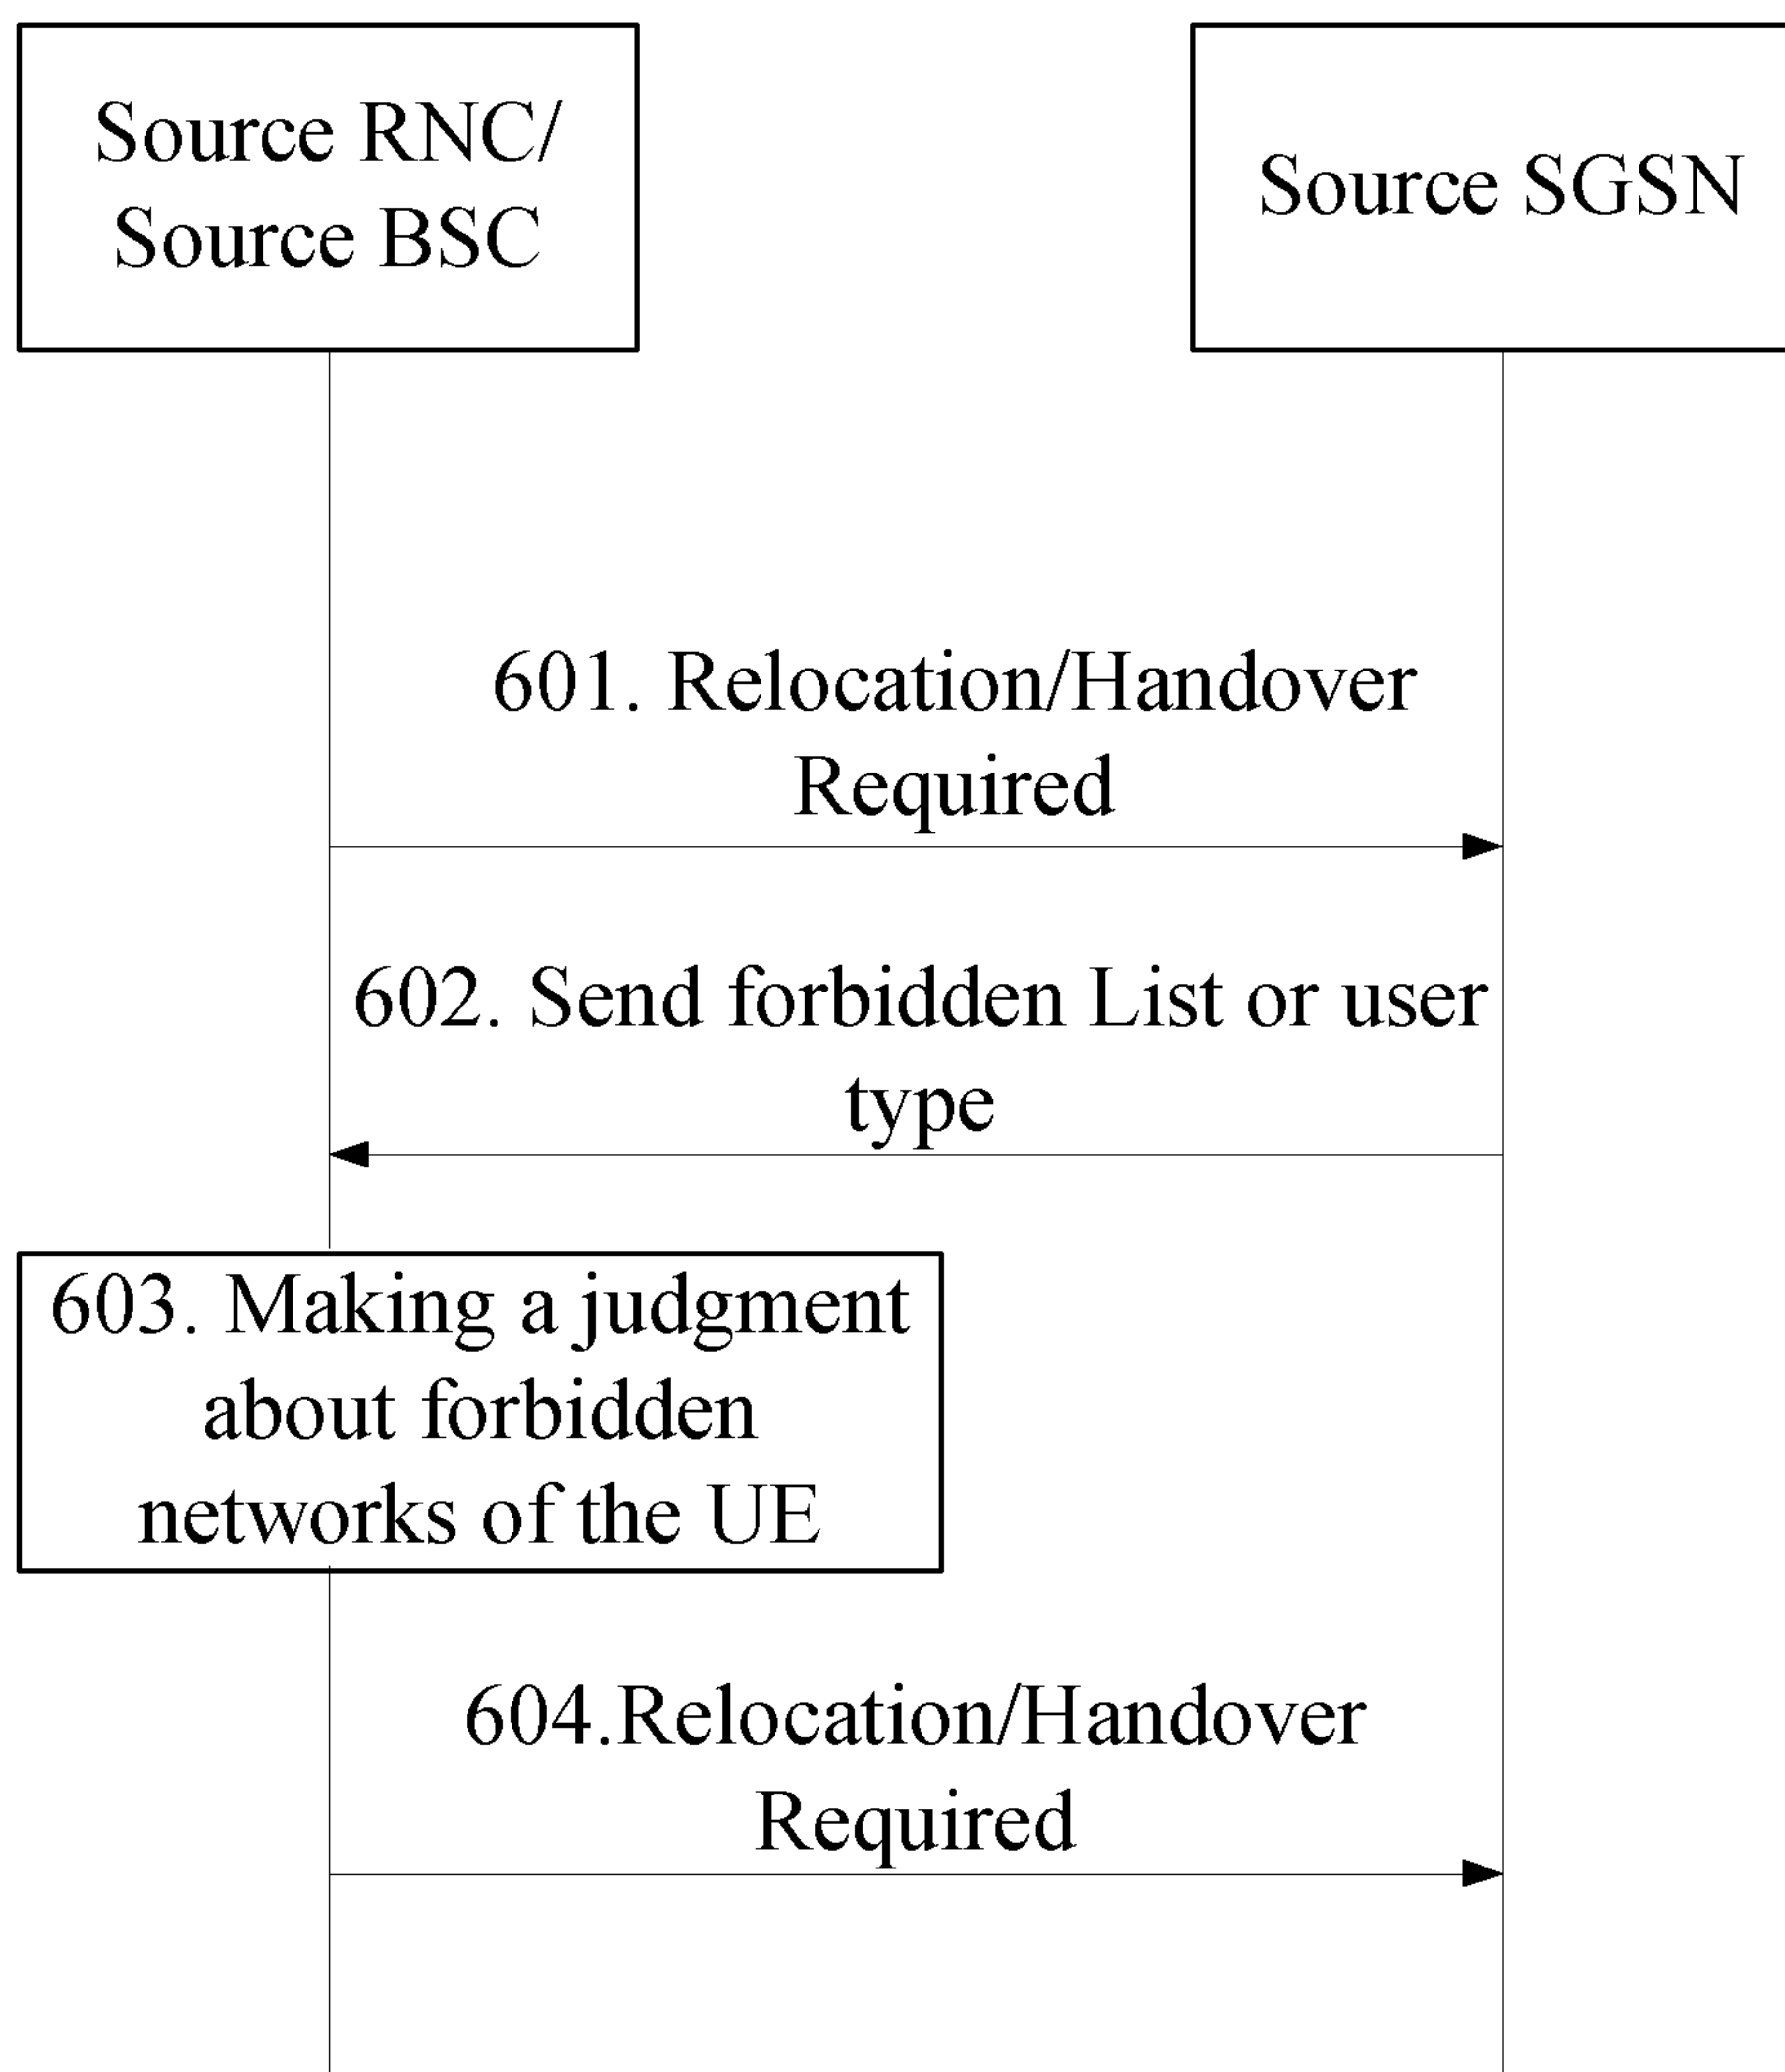 Source RNC/
Source BSC
Source SGSN
601. Relocation/Handover
Required
602. Send forbidden List or user
type
603. Making a judgment
about forbidden
networks of the UE
604.Relocation/Handover
Required